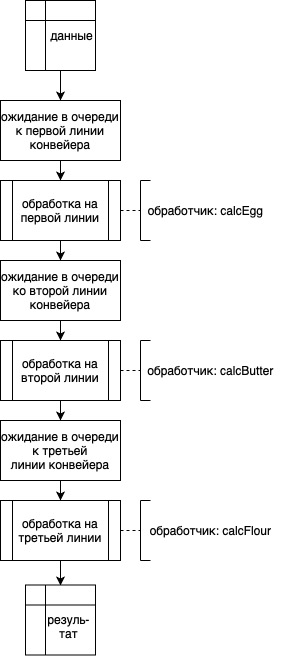 данные
ожидание в очереди
к первой линии
конвейера
обработка на
первой линии
обработчик: calcEgg
ожидание в очереди
ко второй линии
конвейера
обработка на
второй линии
обработчик: calcButter
ожидание в очереди
к третьей
линии конвейера
обработка на
третьей линии
обработчик: calcFlour
резуль-
тат